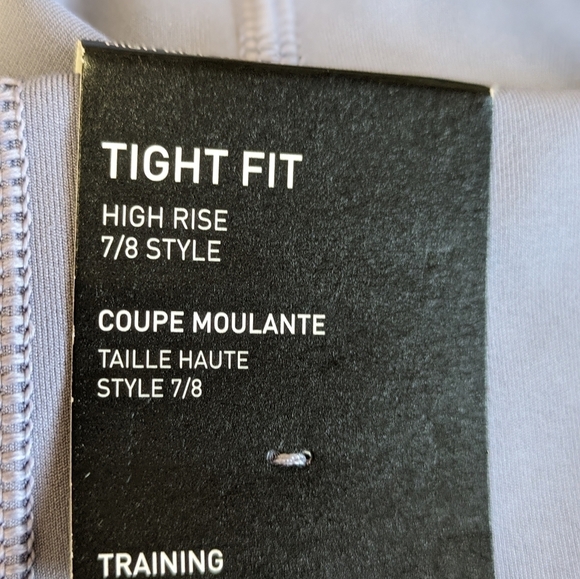 TIGHT FIT
HIGH RISE
7/8 STYLE
COUPE MOULANTE
TAILLE HAUTE
STYLE 7/8
TRAINING